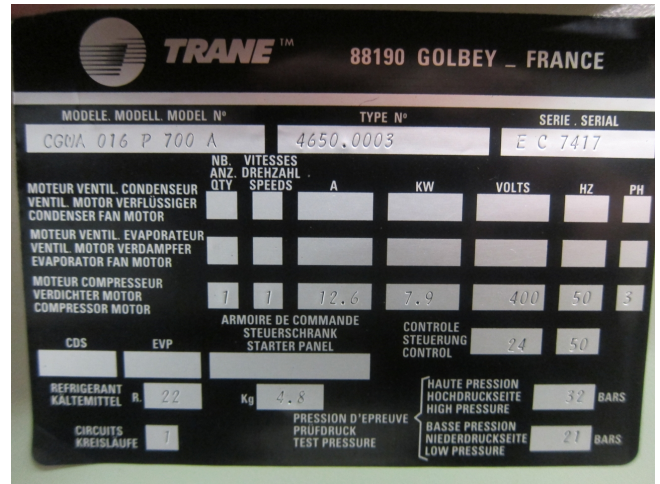 TRANE™ 88190 GOLBEY _ FRANCE
MODELE. MODELL. MODEL Nº TYPE Nº SERIE . SERIAL
CGWA 016 P 700 A 4650.0003 E C 7417
NB. VITESSES
ANZ. DREHZAHL
QTY SPEEDS A KW VOLTS HZ PH
MOTEUR VENTIL. CONDENSEUR
VENTIL. MOTOR VERFLÜSSIGER
CONDENSER FAN MOTOR
MOTEUR VENTIL. EVAPORATEUR
VENTIL. MOTOR VERDAMPFER
EVAPORATOR FAN MOTOR
MOTEUR COMPRESSEUR
VERDICHTER MOTOR
COMPRESSOR MOTOR
1 1 12.6 7.9 400 50 3
CDS EVP
ARMOIRE DE COMMANDE
STEUERSCHRANK
STARTER PANEL
CONTROLE
STEUERUNG
CONTROL
24 50
REFRIGERANT
KÄLTEMITTEL
R. 22 Kg 4.8
CIRCUITS
KREISLÄUFE
1
PRESSION D'EPREUVE
PRÜFDRUCK
TEST PRESSURE
HAUTE PRESSION
HOCHDRUCKSEITE
HIGH PRESSURE
32 BARS
BASSE PRESSION
NIEDERDRUCKSEITE
LOW PRESSURE
21 BARS